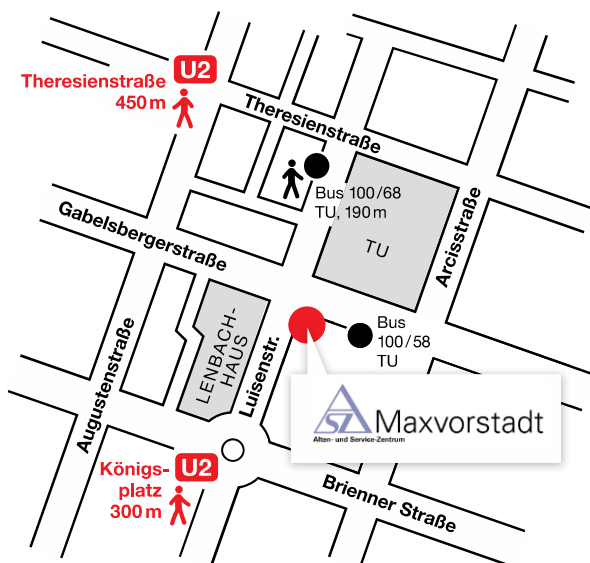 U2
Theresienstraße
450 m
Theresienstraße
Bus 100/68
TU, 190 m
TU
Arcisstraße
Gabelsbergerstraße
LENBACH-
HAUS
Luisenstr.
Bus
100/58
TU
Augustenstraße
ASZ Maxvorstadt
Alten- und Service-Zentrum
U2
Königs-
platz
300 m
Brienner Straße